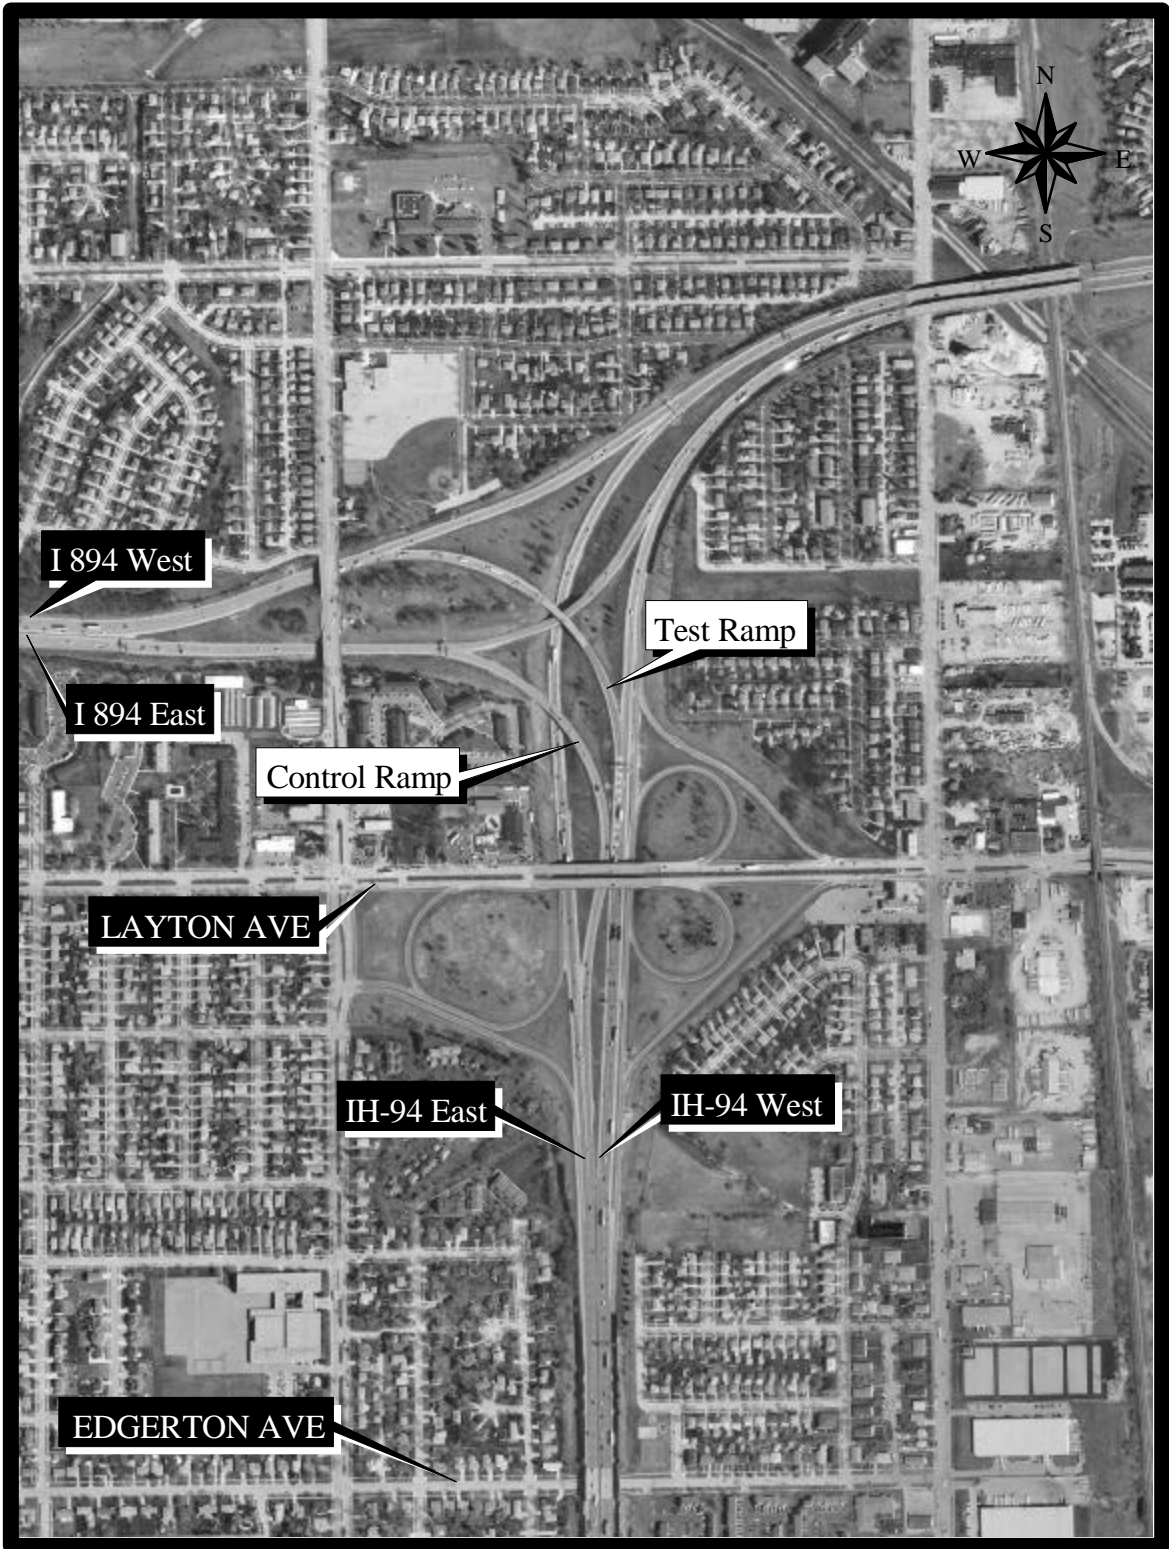 N
W E
S
I 894 West
Test Ramp
I 894 East
Control Ramp
LAYTON AVE
IH-94 East
IH-94 West
EDGERTON AVE